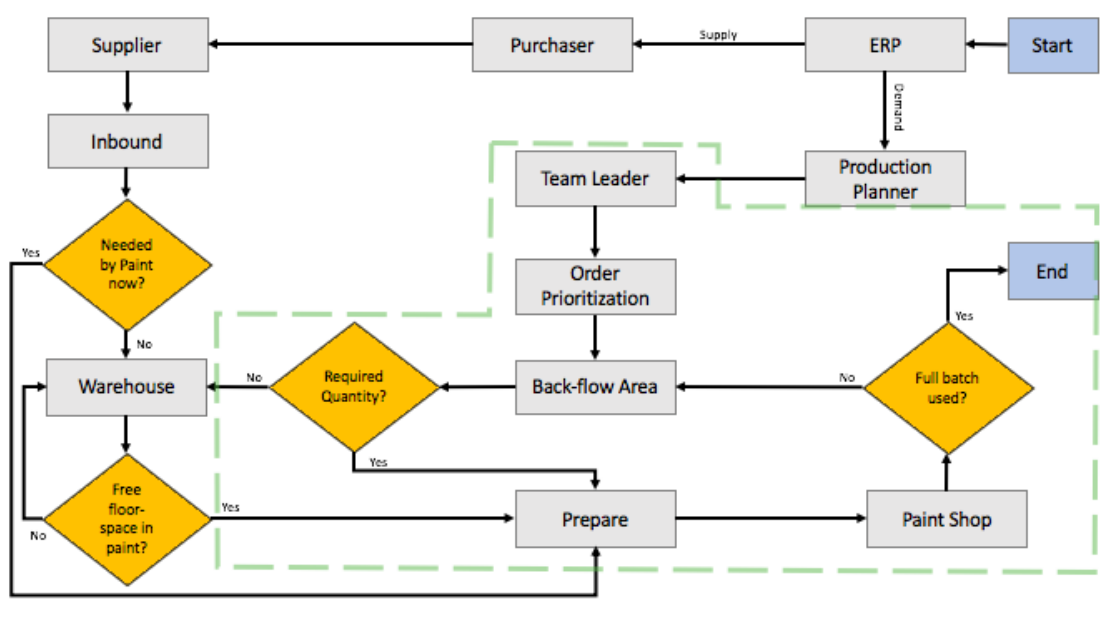 Supplier
Purchaser
Supply
ERP
Start
Demand
Inbound
Team Leader
Production
Planner
Needed
by Paint
now?
Yes
No
Order
Prioritization
End
Yes
Warehouse
No
Required
Quantity?
Back-flow Area
No
Full batch
used?
Yes
Free
floor-
space in
paint?
No
Yes
Prepare
Paint Shop